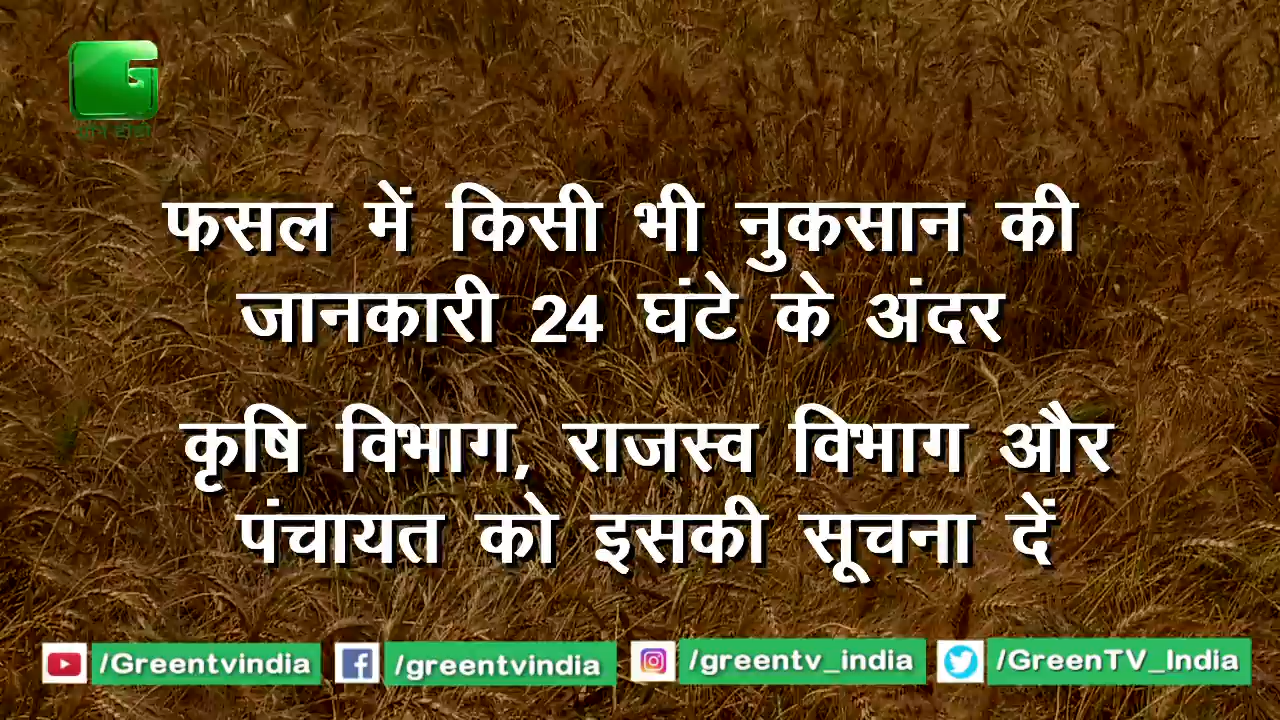 फसल में किसी भी नुकसान की
जानकारी 24 घंटे के अंदर
कृषि विभाग, राजस्व विभाग और
पंचायत को इसकी सूचना दें
/Greentvindia /greentvindia /greentv_india /GreenTV_India